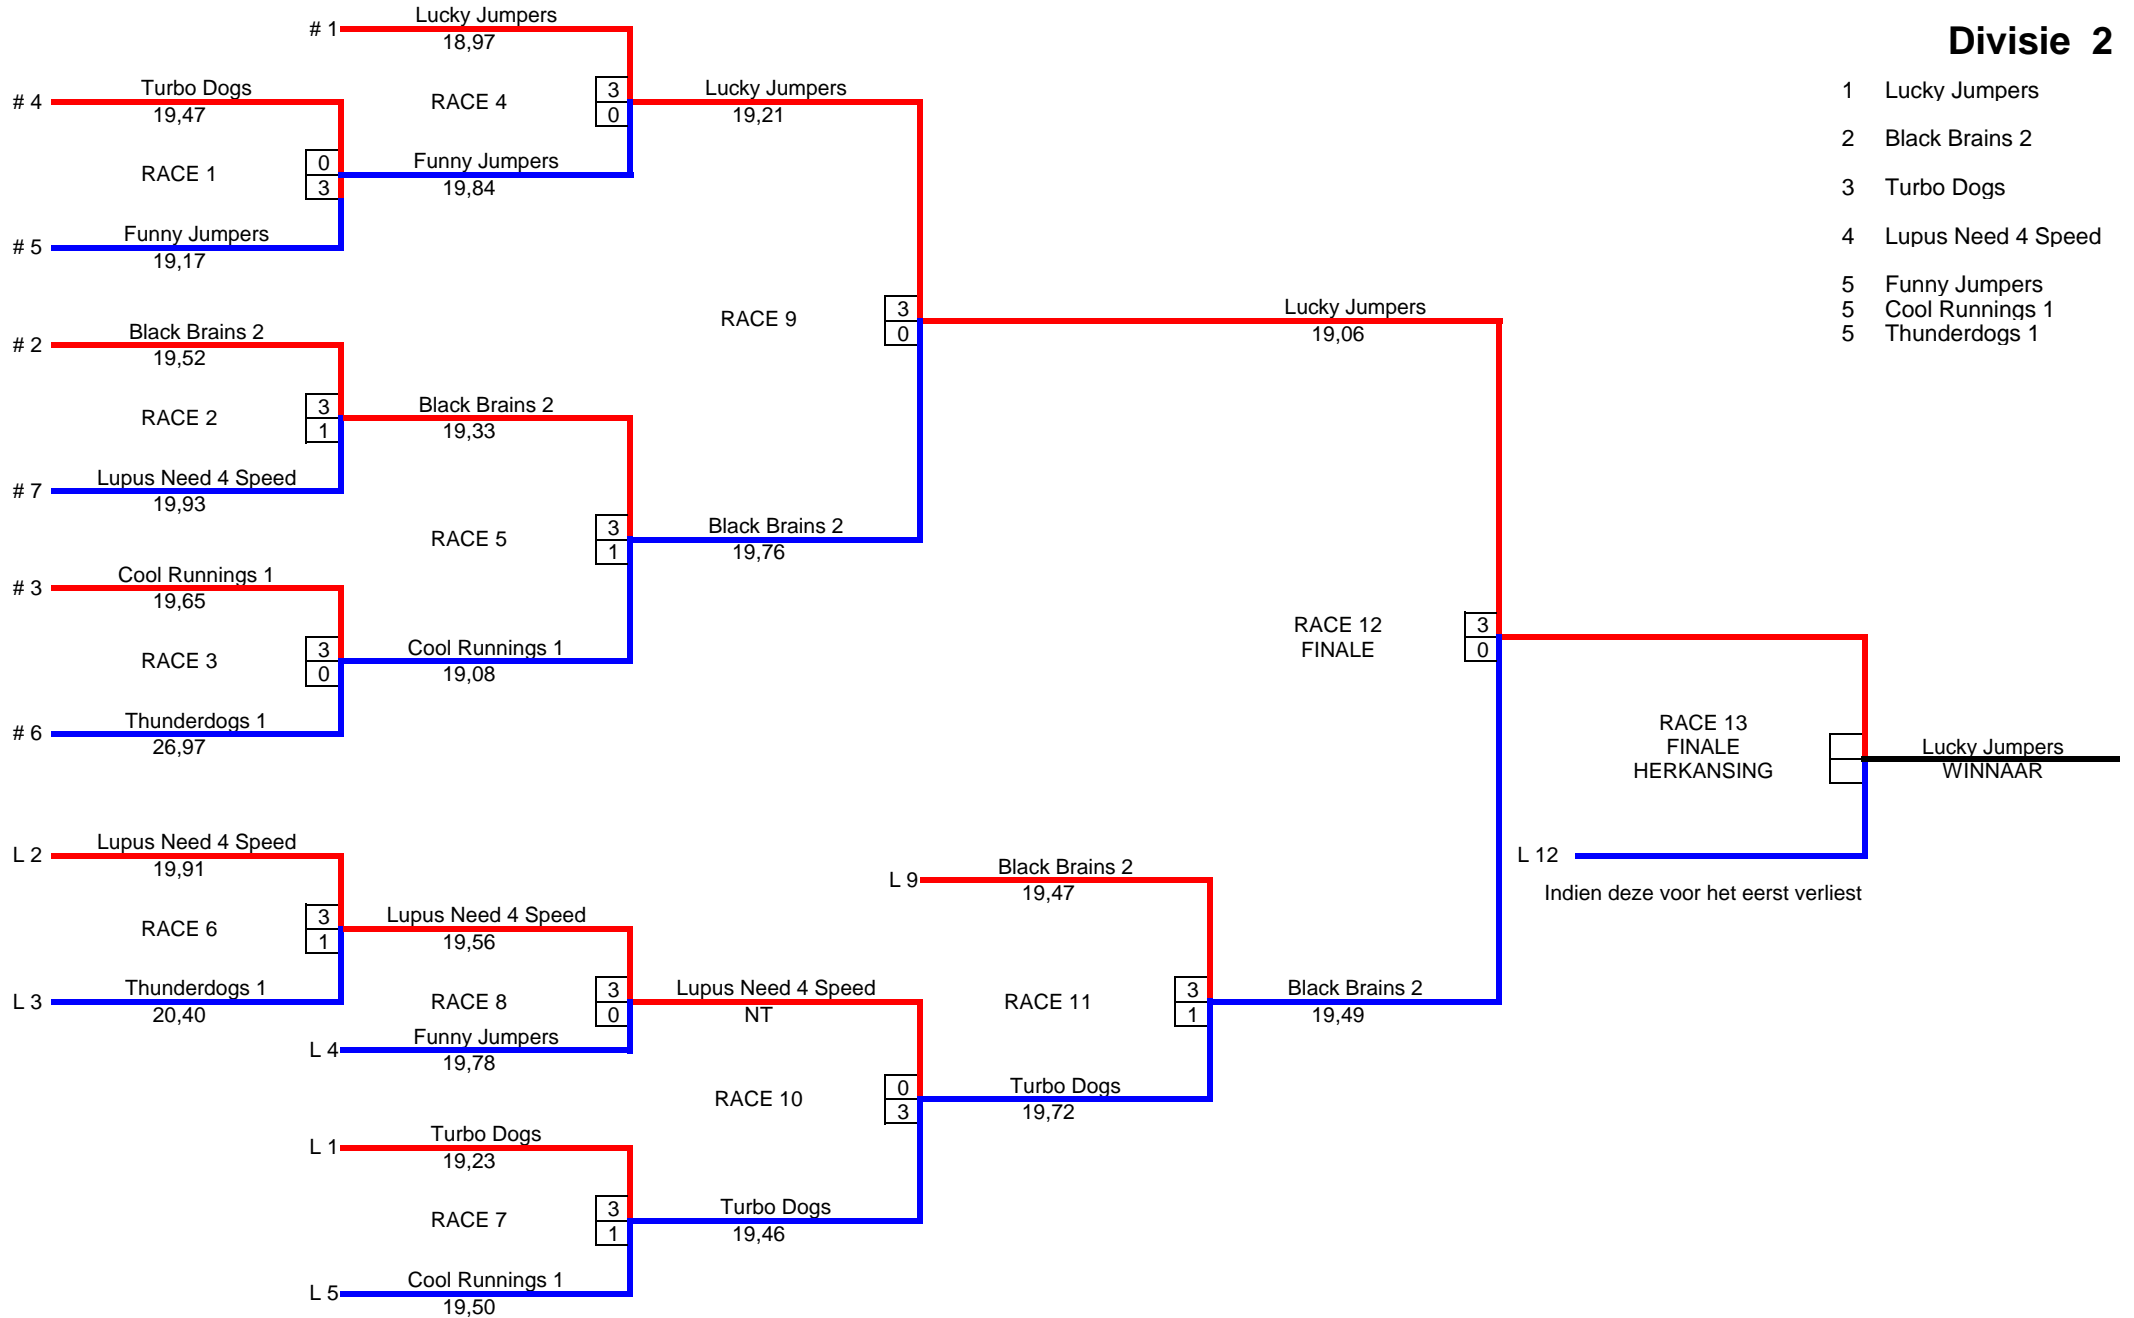 Divisie 2
1 Lucky Jumpers
2 Black Brains 2
3 Turbo Dogs
4 Lupus Need 4 Speed
5 Funny Jumpers
5 Cool Runnings 1
5 Thunderdogs 1
# 1
Lucky Jumpers
18,97
# 4
Turbo Dogs
19,47
RACE 1
0
3
# 5
Funny Jumpers
19,17
RACE 4
3
0
Funny Jumpers
19,84
Lucky Jumpers
19,21
# 2
Black Brains 2
19,52
RACE 2
3
1
# 7
Lupus Need 4 Speed
19,93
Black Brains 2
19,33
RACE 5
3
1
# 3
Cool Runnings 1
19,65
RACE 3
3
0
# 6
Thunderdogs 1
26,97
Cool Runnings 1
19,08
RACE 9
3
0
Black Brains 2
19,76
Lucky Jumpers
19,06
RACE 12
FINALE
3
0
RACE 13
FINALE
HERKANSING
Lucky Jumpers
WINNAAR
L 12
Indien deze voor het eerst verliest
L 2
Lupus Need 4 Speed
19,91
RACE 6
3
1
L 3
Thunderdogs 1
20,40
Lupus Need 4 Speed
19,56
RACE 8
3
0
L 4
Funny Jumpers
19,78
Lupus Need 4 Speed
NT
RACE 10
0
3
L 1
Turbo Dogs
19,23
RACE 7
3
1
L 5
Cool Runnings 1
19,50
Turbo Dogs
19,46
L 9
Black Brains 2
19,47
RACE 11
3
1
Turbo Dogs
19,72
Black Brains 2
19,49